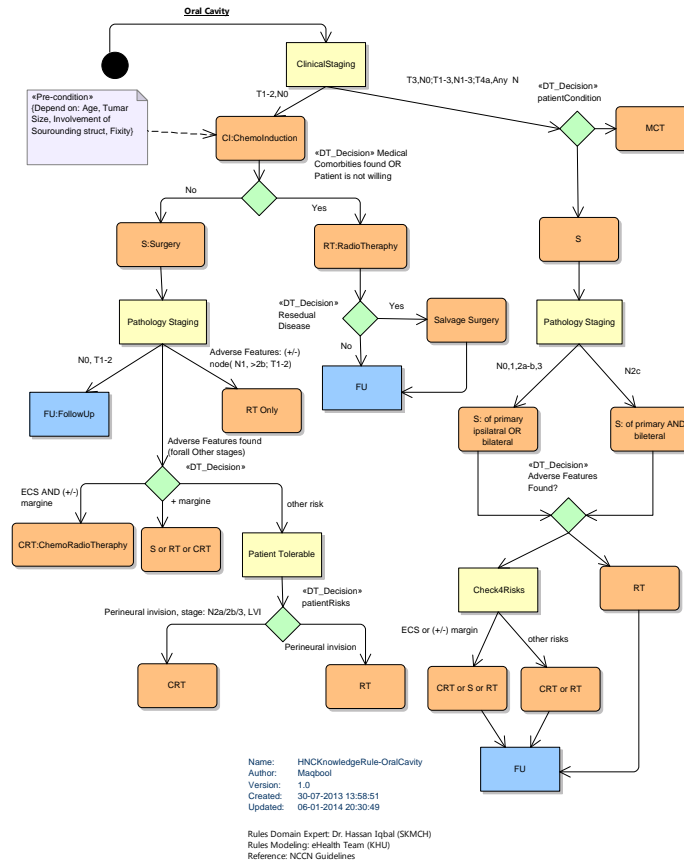 Oral Cavity
ClinicalStaging
«Pre-condition»
{Depend on: Age, Tumar
Size, Involvement of
Sourounding struct, Fixity}
T1-2,N0
T3,N0;T1-3,N1-3;T4a,Any N
«DT_Decision»
patientCondition
MCT
CI:ChemoInduction
«DT_Decision» Medical
Comorbities found OR
Patient is not willing
No
Yes
S:Surgery
RT:RadioTheraphy
S
«DT_Decision»
Resedual
Disease
Yes
Salvage Surgery
No
Pathology Staging
Pathology Staging
N0, T1-2
Adverse Features: (+/-)
node( N1, >2b; T1-2)
FU
N0,1,2a-b,3
N2c
FU:FollowUp
RT Only
S: of primary
ipsilatral OR
bilateral
S: of primary AND
bileteral
Adverse Features found
(forall Other stages)
«DT_Decision»
«DT_Decision»
Adverse Features
Found?
ECS AND (+/-)
margine
+ margine
other risk
CRT:ChemoRadioTheraphy
S or RT or CRT
Patient Tolerable
Check4Risks
RT
«DT_Decision»
patientRisks
Perineural invision, stage: N2a/2b/3, LVI
Perineural invision
ECS or (+/-) margin
other risks
CRT
RT
CRT or S or RT
CRT or RT
FU
Name: HNCKnowledgeRule-OralCavity
Author: Maqbool
Version: 1.0
Created: 30-07-2013 13:58:51
Updated: 06-01-2014 20:30:49
Rules Domain Expert: Dr. Hassan Iqbal (SKMCH)
Rules Modeling: eHealth Team (KHU)
Reference: NCCN Guidelines